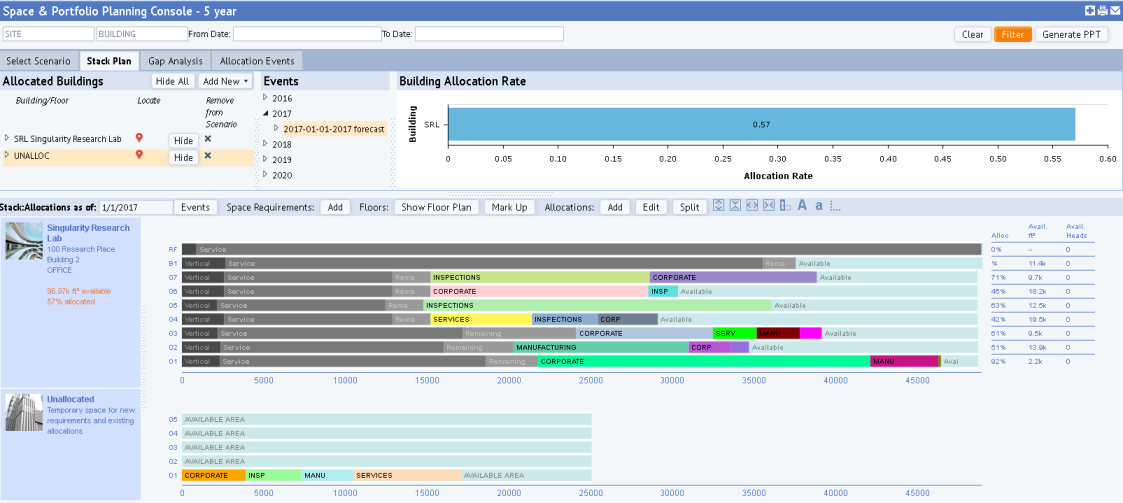 Space & Portfolio Planning Console - 5 year
SITE BUILDING From Date: To Date: Clear Filter Generate PPT
Select Scenario Stack Plan Gap Analysis Allocation Events
Allocated Buildings Hide All Add New
Building/Floor Locate Remove from Scenario
SRL Singularity Research Lab Hide
UNALLOC Hide
Events
2016
2017
2017-01-01-2017 forecast
2018
2019
2020
Building Allocation Rate
Building
SRL 0.57
0 0.05 0.10 0.15 0.20 0.25 0.30 0.35 0.40 0.45 0.50 0.55 0.60
Allocation Rate
Stack:Allocations as of: 1/1/2017 Events Space Requirements: Add Floors: Show Floor Plan Mark Up Allocations: Add Edit Split A a
Singularity Research
Lab
100 Research Place
Building 2
OFFICE
96.97k ft² available
57% allocated
Alloc Avail. ft² Avail. Heads
RF Service 0% -- 0
B1 Vertical Service Rema Available % 11.4k 0
07 Vertical Service Rema INSPECTIONS CORPORATE Available 71% 9.7k 0
06 Vertical Service Rema CORPORATE INSP Available 45% 18.2k 0
05 Vertical Service Rema INSPECTIONS Available 63% 12.5k 0
04 Vertical Service Rema SERVICES INSPECTIONS CORP Available 42% 19.5k 0
03 Vertical Service Remaining CORPORATE SERV MANU Available 61% 9.5k 0
02 Vertical Service Remaining MANUFACTURING CORP Available 51% 13.9k 0
01 Vertical Service Remaining CORPORATE MANU Avai 92% 2.2k 0
0 5000 10000 15000 20000 25000 30000 35000 40000 45000
Unallocated
Temporary space for new
requirements and existing
allocations
05 AVAILABLE AREA
04 AVAILABLE AREA
03 AVAILABLE AREA
02 AVAILABLE AREA
01 CORPORATE INSP MANU SERVICES AVAILABLE AREA
0 5000 10000 15000 20000 25000 30000 35000 40000 45000